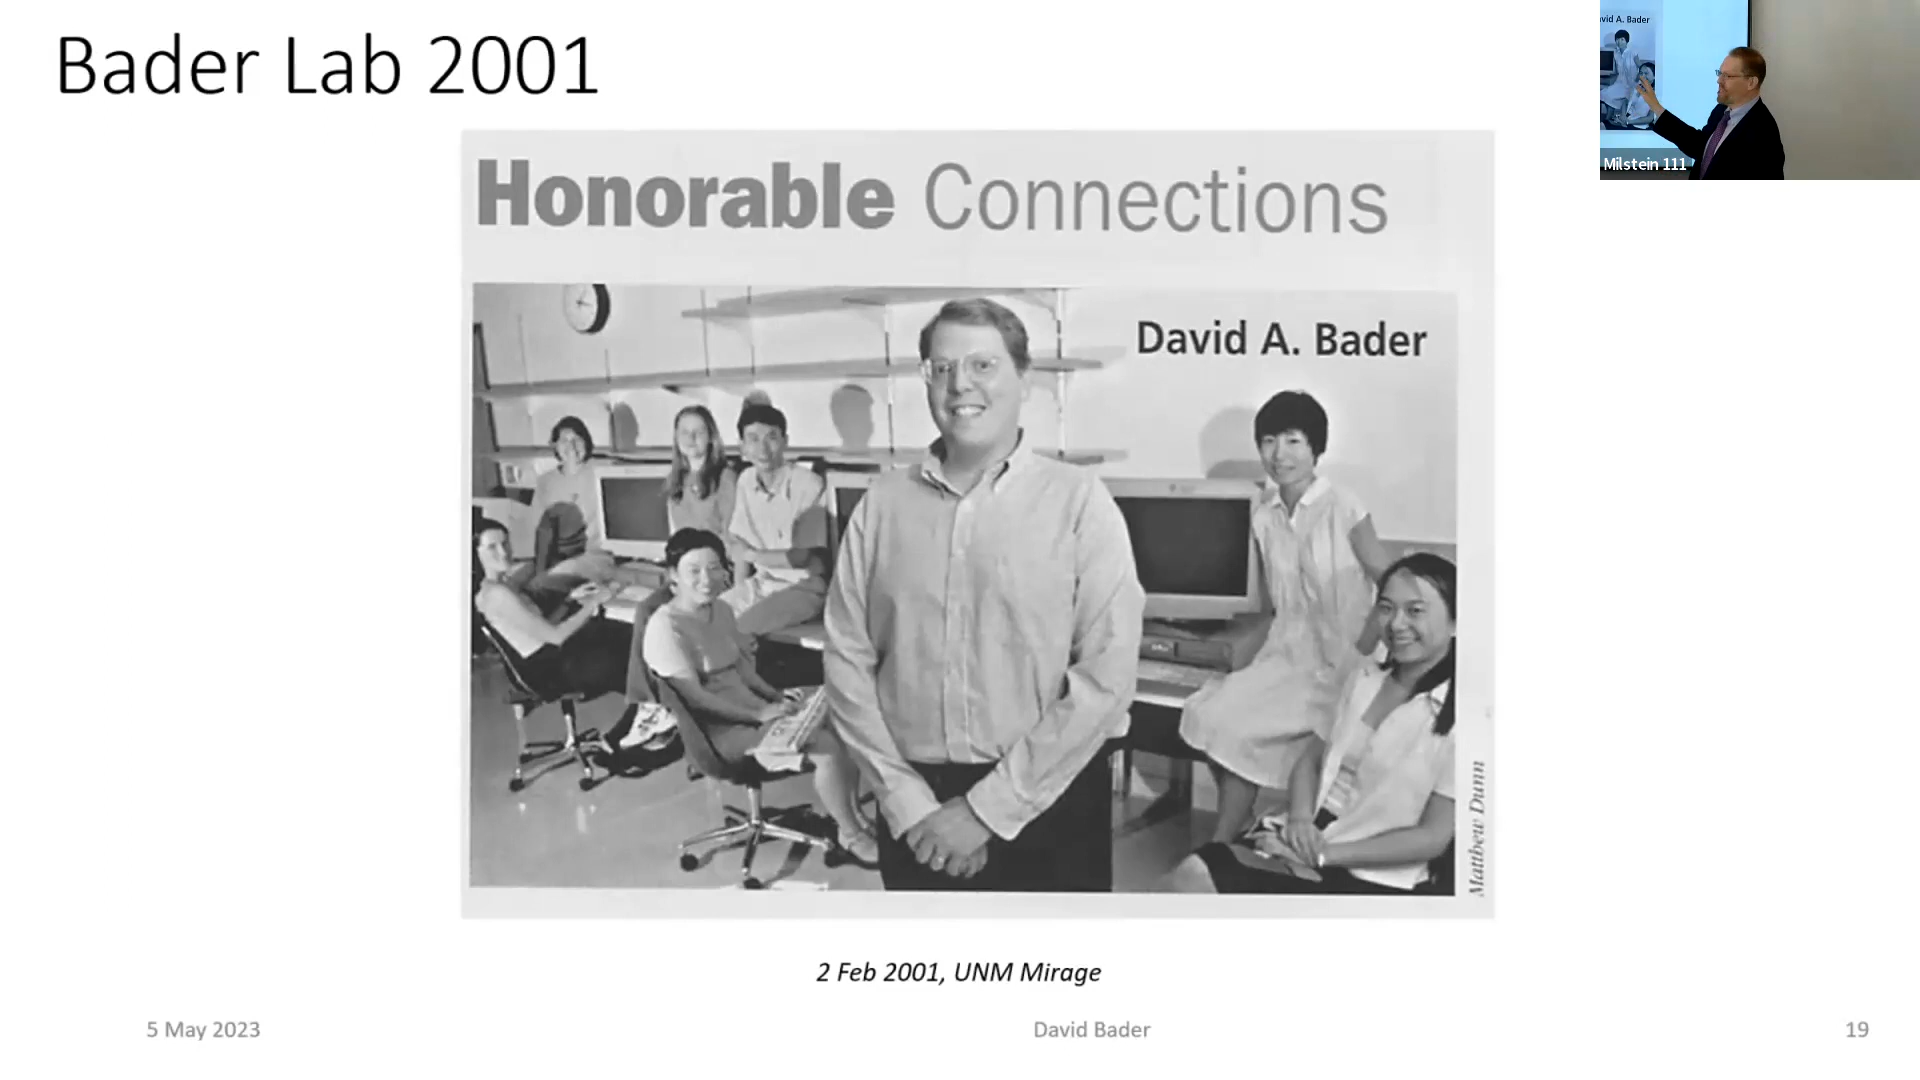 Bader Lab 2001
Honorable Connections
David A. Bader
Matthew Dunn
2 Feb 2001, UNM Mirage
5 May 2023
David Bader
19
vid A. Bader
Milstein 111